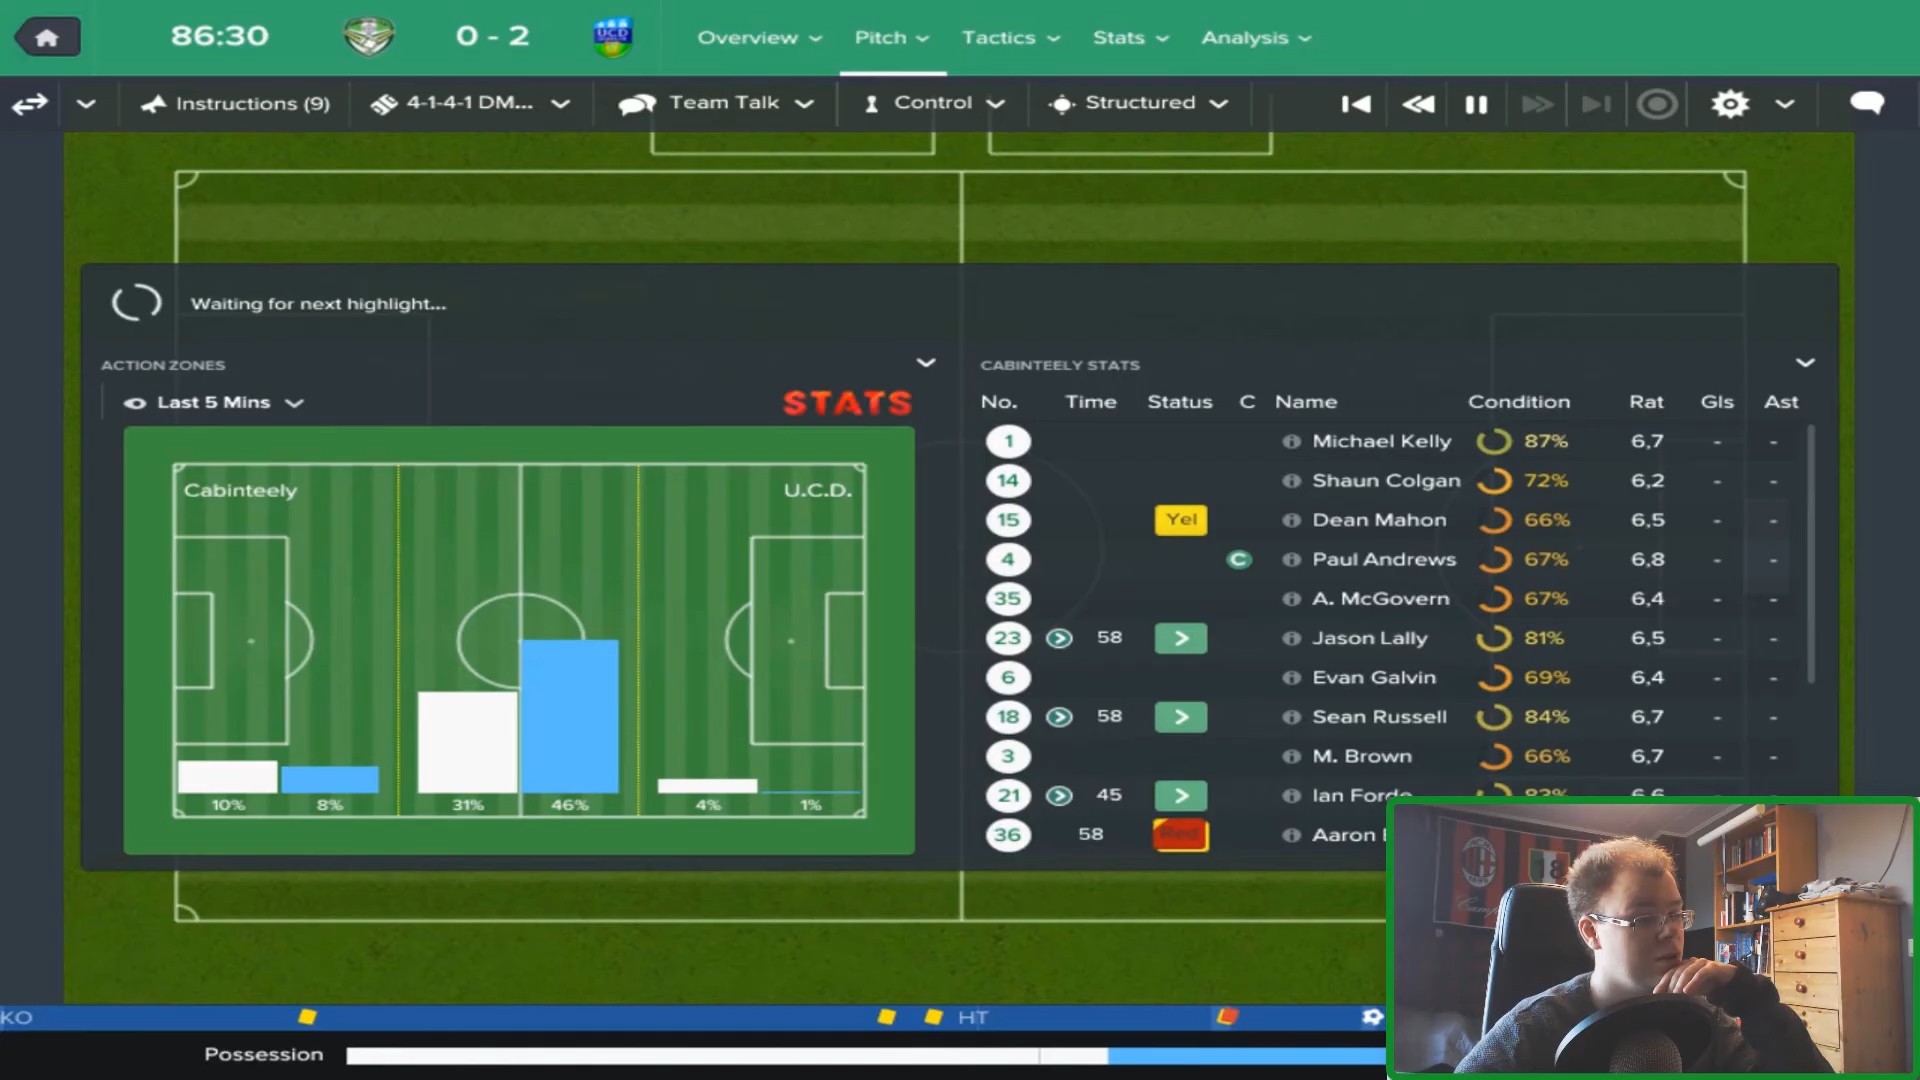 86:30 0 - 2 UCD Overview Pitch Tactics Stats Analysis
Instructions (9) 4-1-4-1 DM... Team Talk Control Structured
Waiting for next highlight...
ACTION ZONES
Last 5 Mins STATS
Cabinteely U.C.D.
10% 8% 31% 46% 4% 1%
CABINTEELY STATS
No. Time Status C Name Condition Rat Gls Ast
1 Michael Kelly 87% 6,7 - -
14 Shaun Colgan 72% 6,2 - -
15 Yel Dean Mahon 66% 6,5 - -
4 C Paul Andrews 67% 6,8 - -
35 A. McGovern 67% 6,4 - -
23 58 Jason Lally 81% 6,5 - -
6 Evan Galvin 69% 6,4 - -
18 58 Sean Russell 84% 6,7 - -
3 M. Brown 66% 6,7 - -
21 45 Ian Forde
36 58 Red Aaron
KO HT
Possession